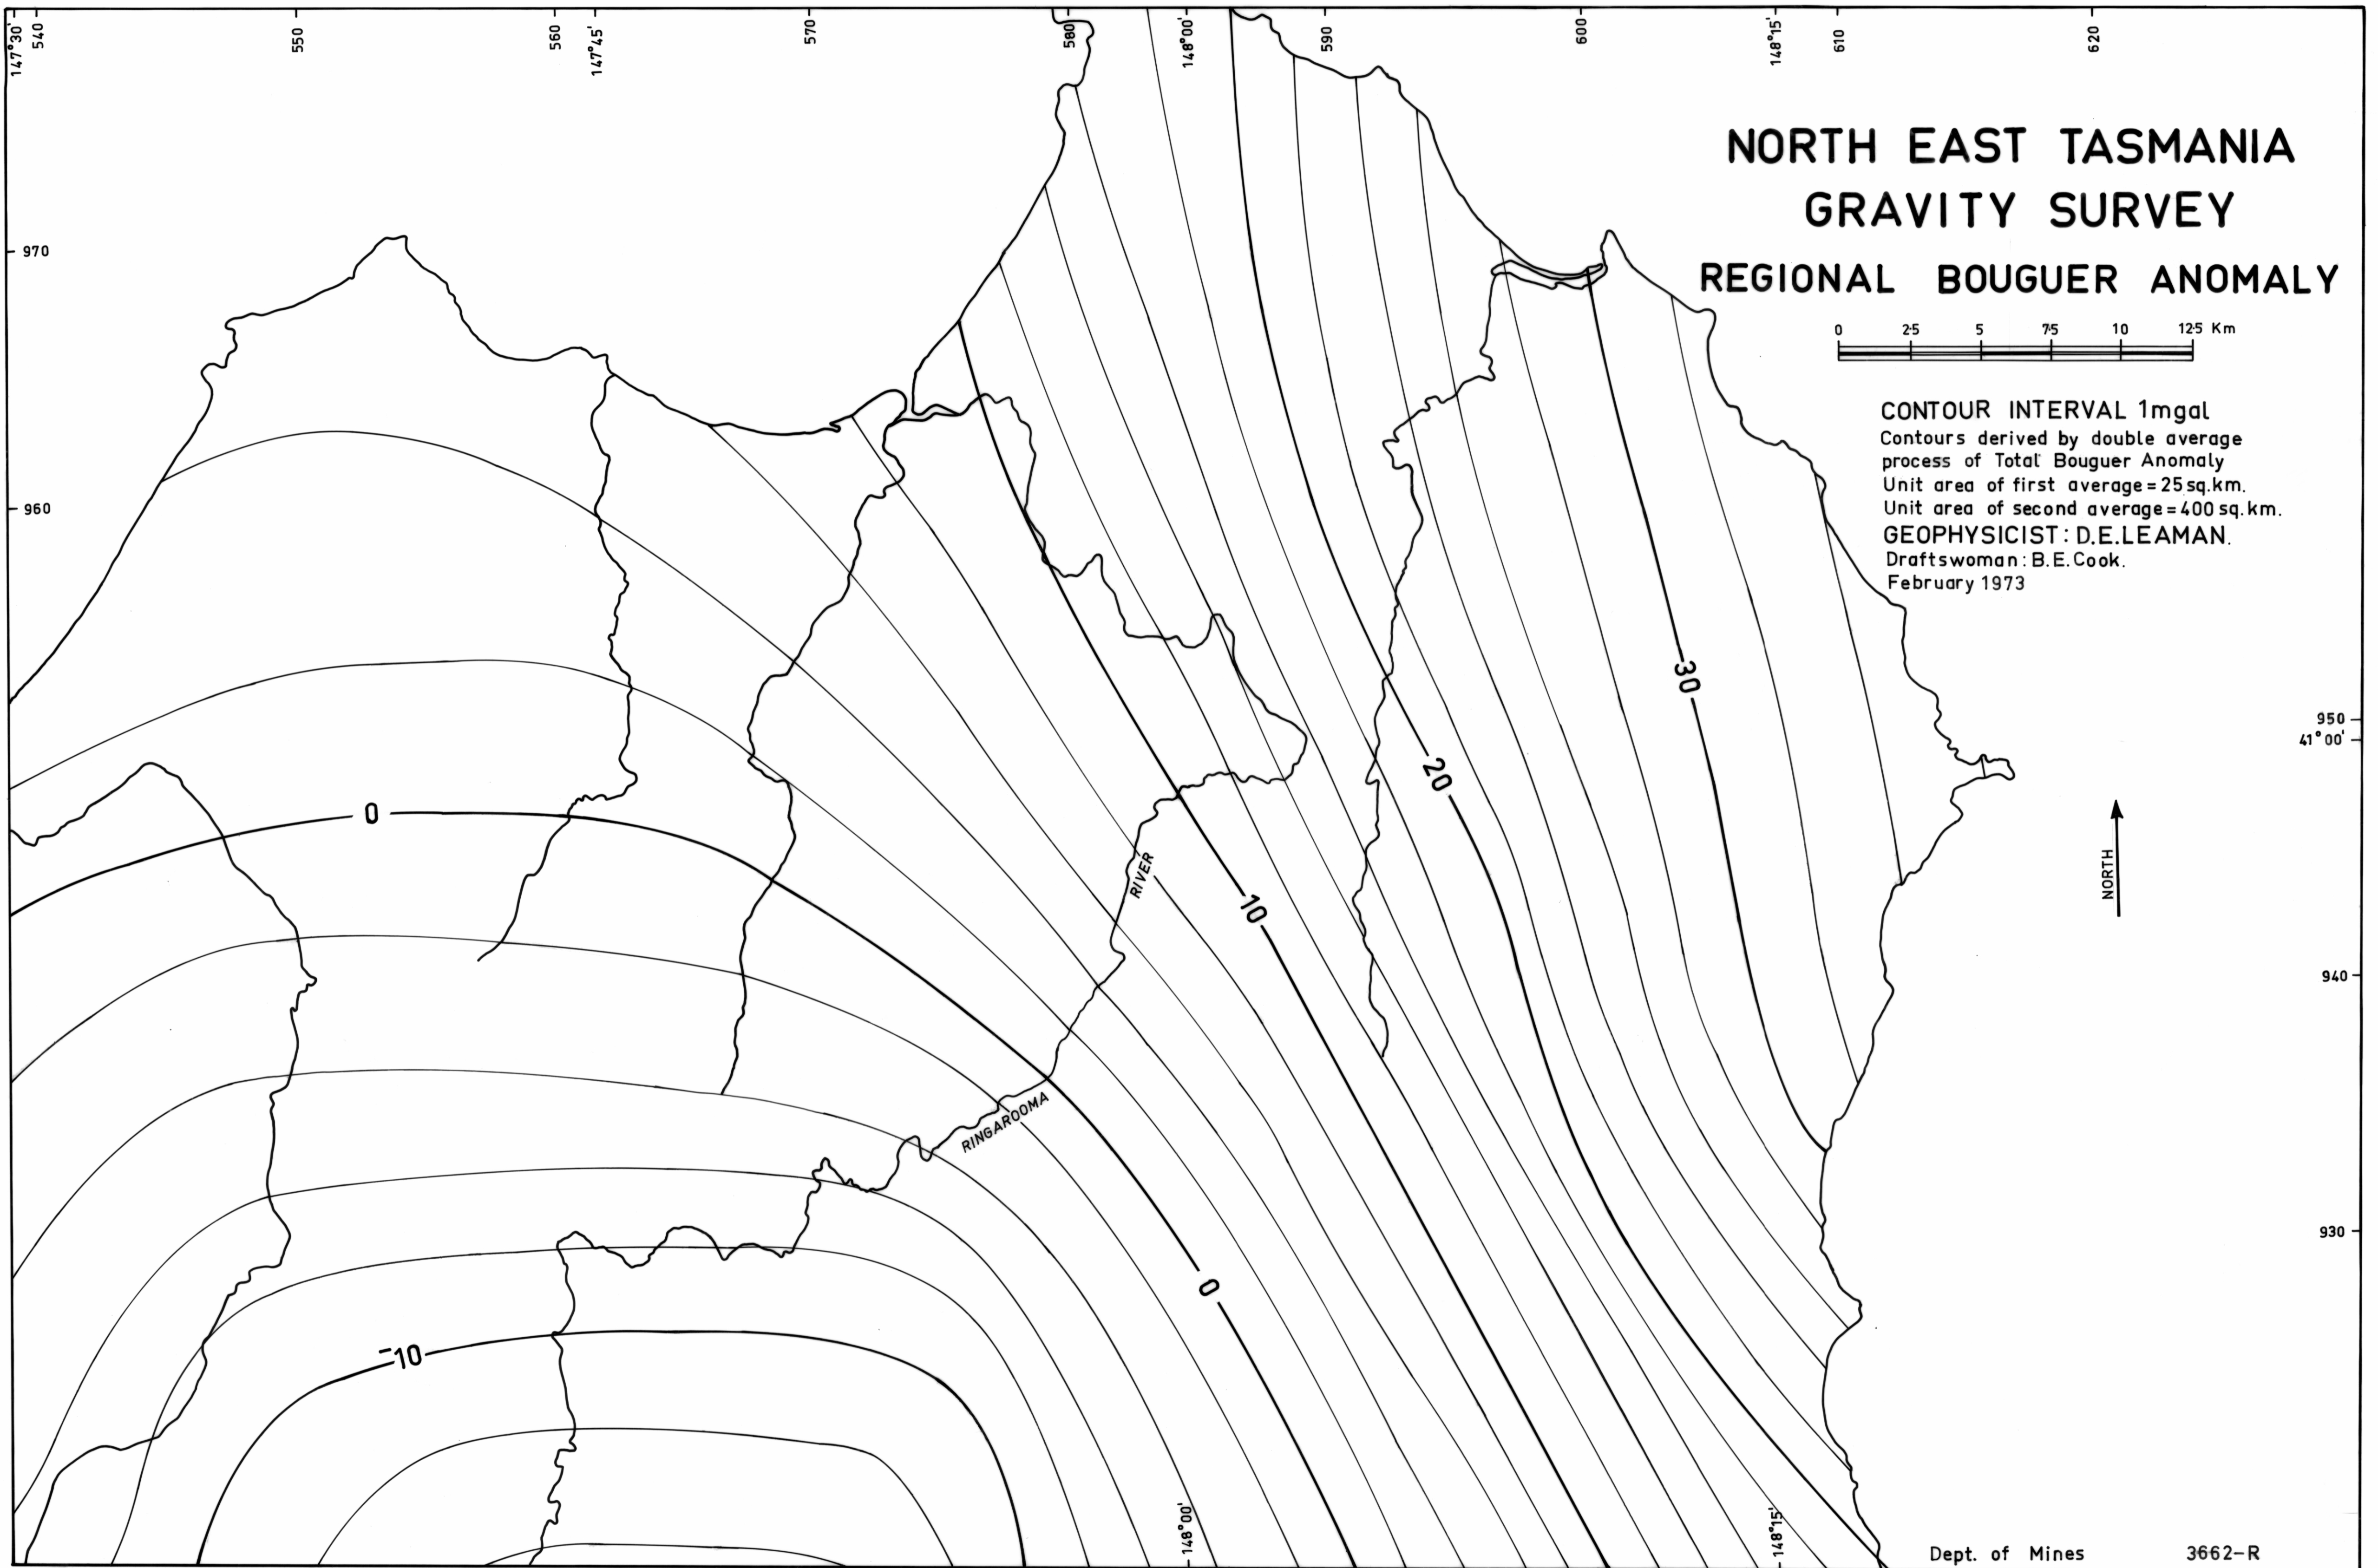 147°30'
540
550
560
147°45'
570
580
148°00'
590
600
148°15'
610
620
NORTH EAST TASMANIA
GRAVITY SURVEY
REGIONAL BOUGUER ANOMALY
0 2·5 5 7·5 10 12·5 Km
CONTOUR INTERVAL 1mgal
Contours derived by double average
process of Total Bouguer Anomaly
Unit area of first average = 25 sq.km.
Unit area of second average = 400 sq.km.
GEOPHYSICIST: D.E.LEAMAN.
Draftswoman: B.E.Cook.
February 1973
970
960
950
41°00'
940
930
30
20
10
0
0
-10
RIVER
RINGAROOMA
NORTH
148°00'
148°15'
Dept. of Mines 3662-R